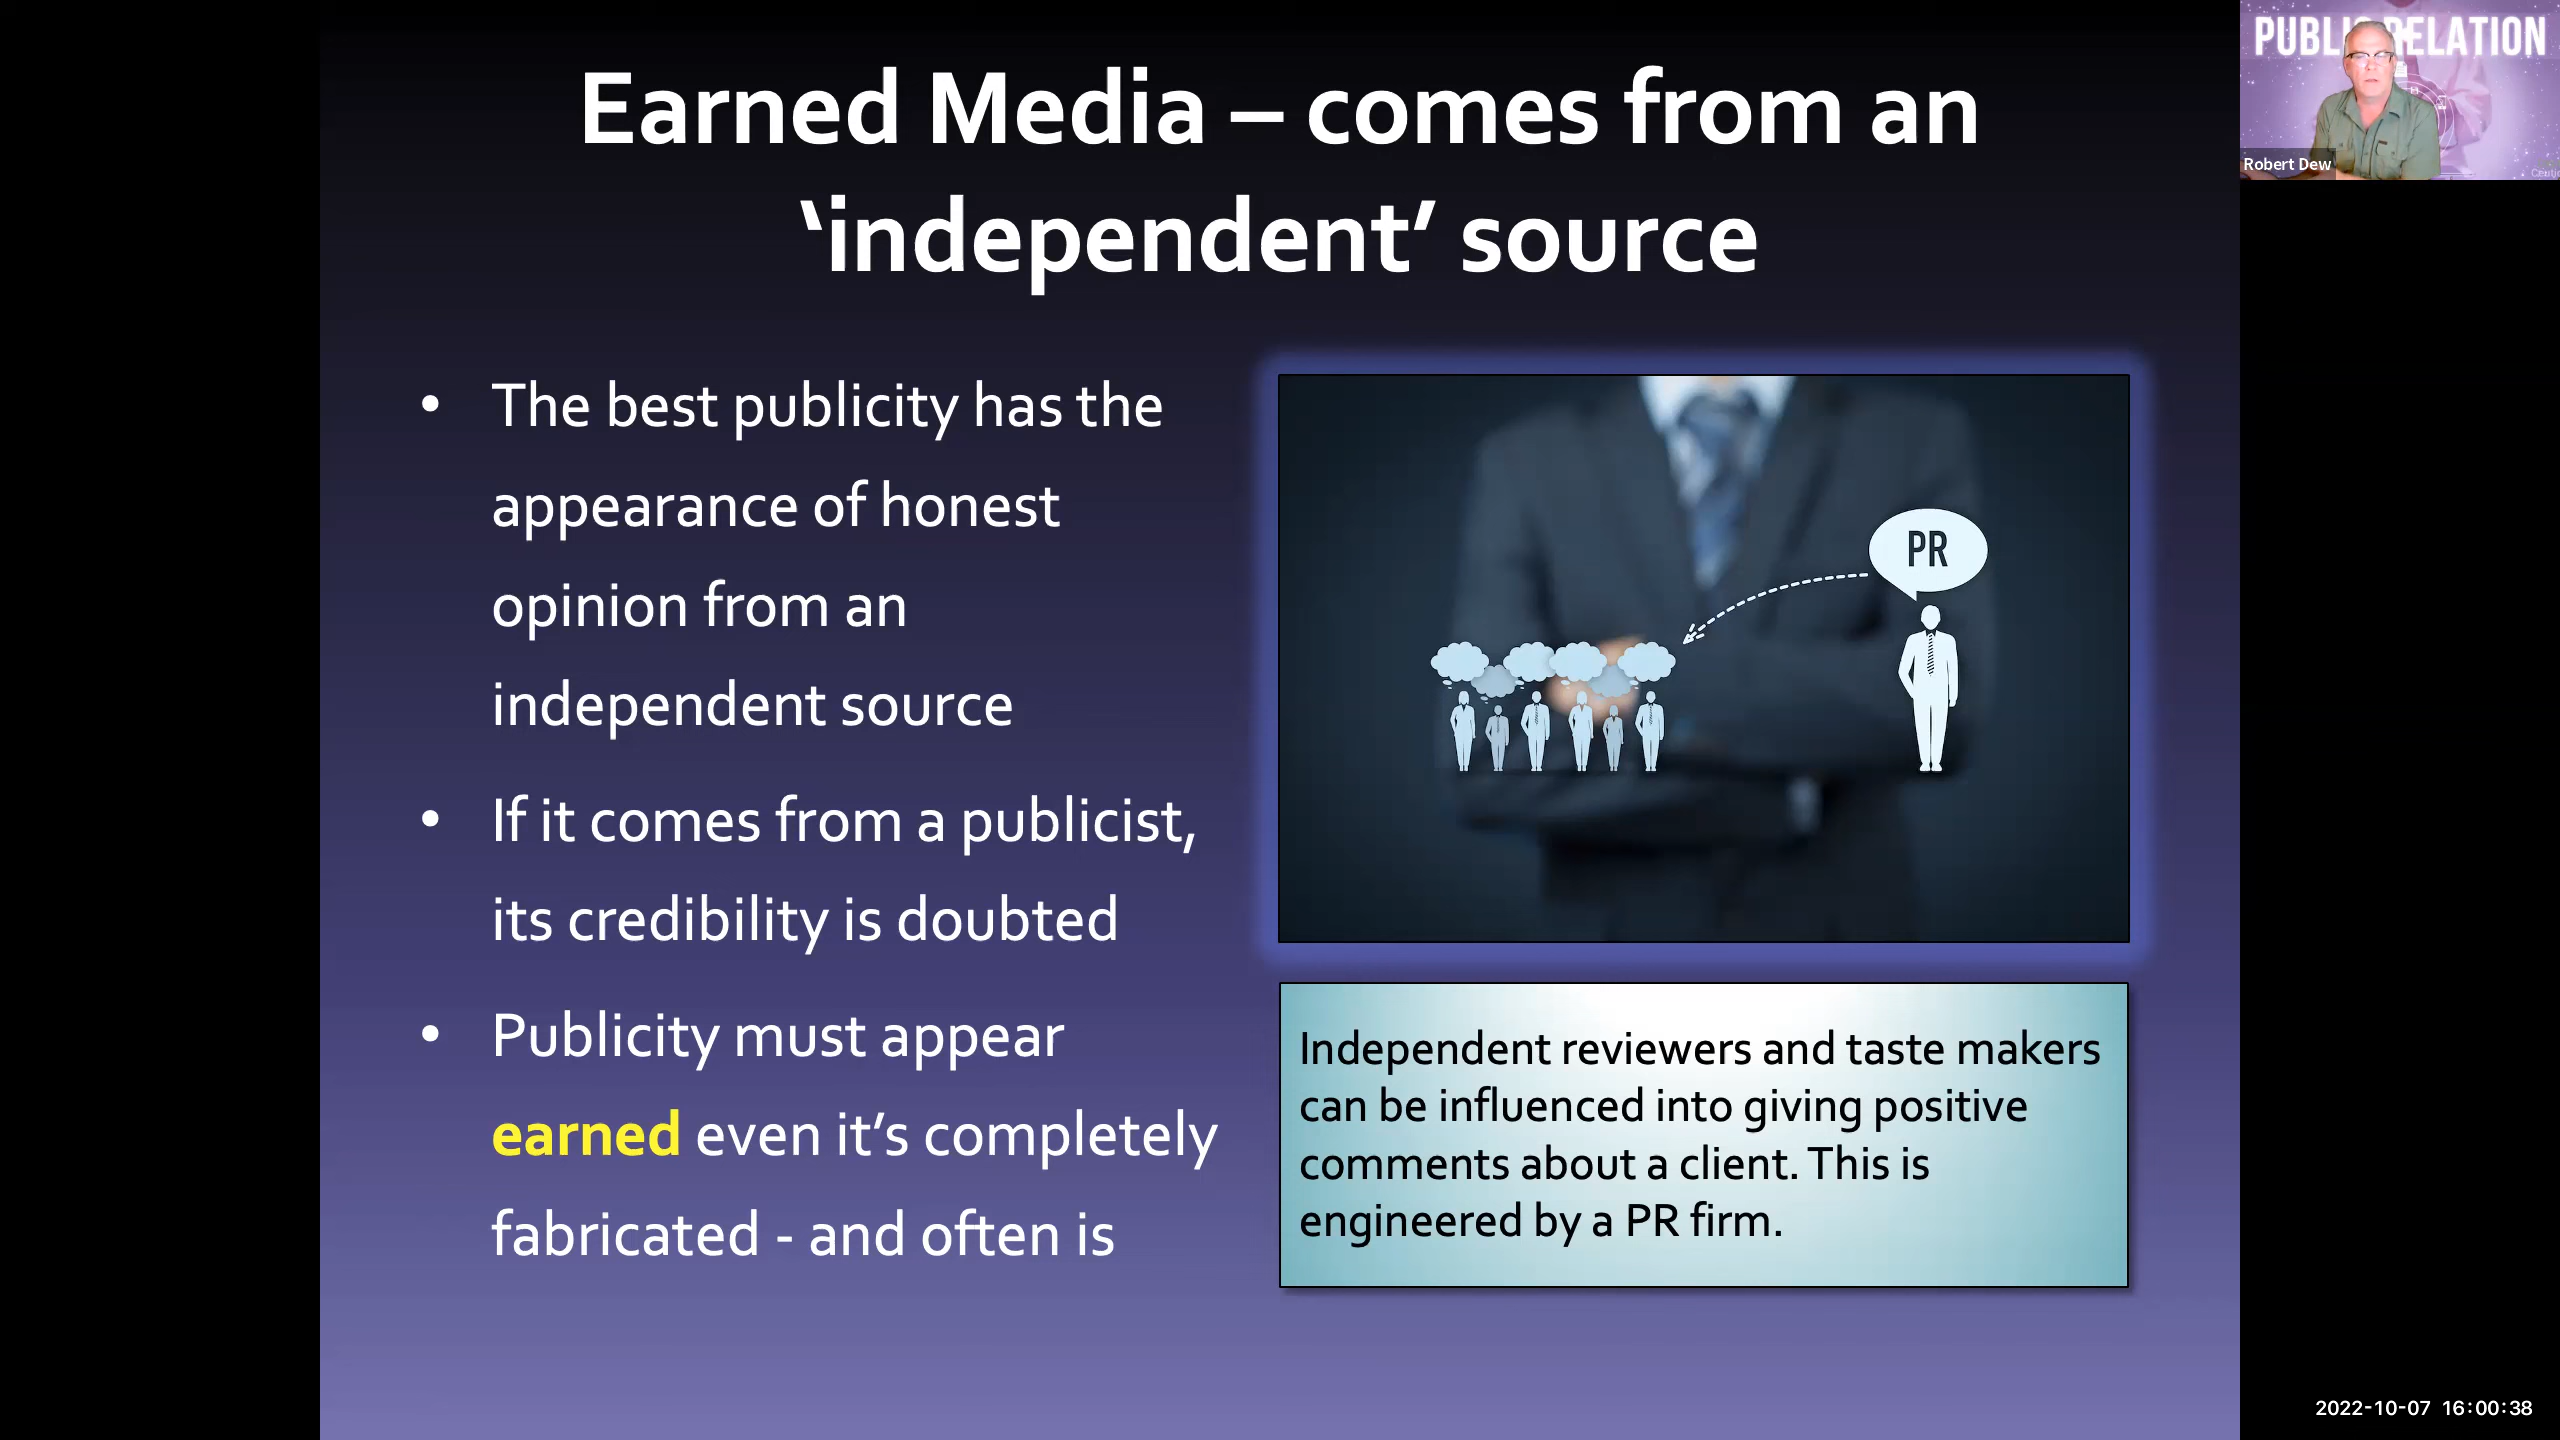 Earned Media – comes from an
‘independent’ source
• The best publicity has the
appearance of honest
opinion from an
independent source
• If it comes from a publicist,
its credibility is doubted
• Publicity must appear
earned even it’s completely
fabricated - and often is
PR
Independent reviewers and taste makers
can be influenced into giving positive
comments about a client. This is
engineered by a PR firm.
RELATION
Robert Dew
2022-10-07 16:00:38